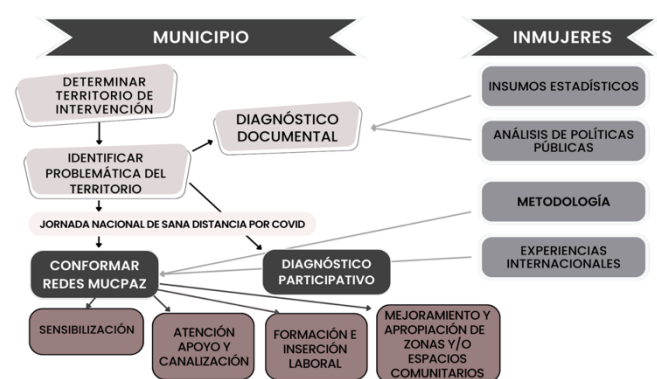 MUNICIPIO
INMUJERES
DETERMINAR
TERRITORIO DE
INTERVENCIÓN
DIAGNÓSTICO
DOCUMENTAL
INSUMOS ESTADÍSTICOS
ANÁLISIS DE POLÍTICAS
PÚBLICAS
IDENTIFICAR
PROBLEMÁTICA DEL
TERRITORIO
METODOLOGÍA
JORNADA NACIONAL DE SANA DISTANCIA POR COVID
CONFORMAR
REDES MUCPAZ
DIAGNÓSTICO
PARTICIPATIVO
EXPERIENCIAS
INTERNACIONALES
SENSIBILIZACIÓN
ATENCIÓN
APOYO Y
CANALIZACIÓN
FORMACIÓN E
INSERCIÓN
LABORAL
MEJORAMIENTO Y
APROPIACIÓN DE
ZONAS Y/O
ESPACIOS
COMUNITARIOS